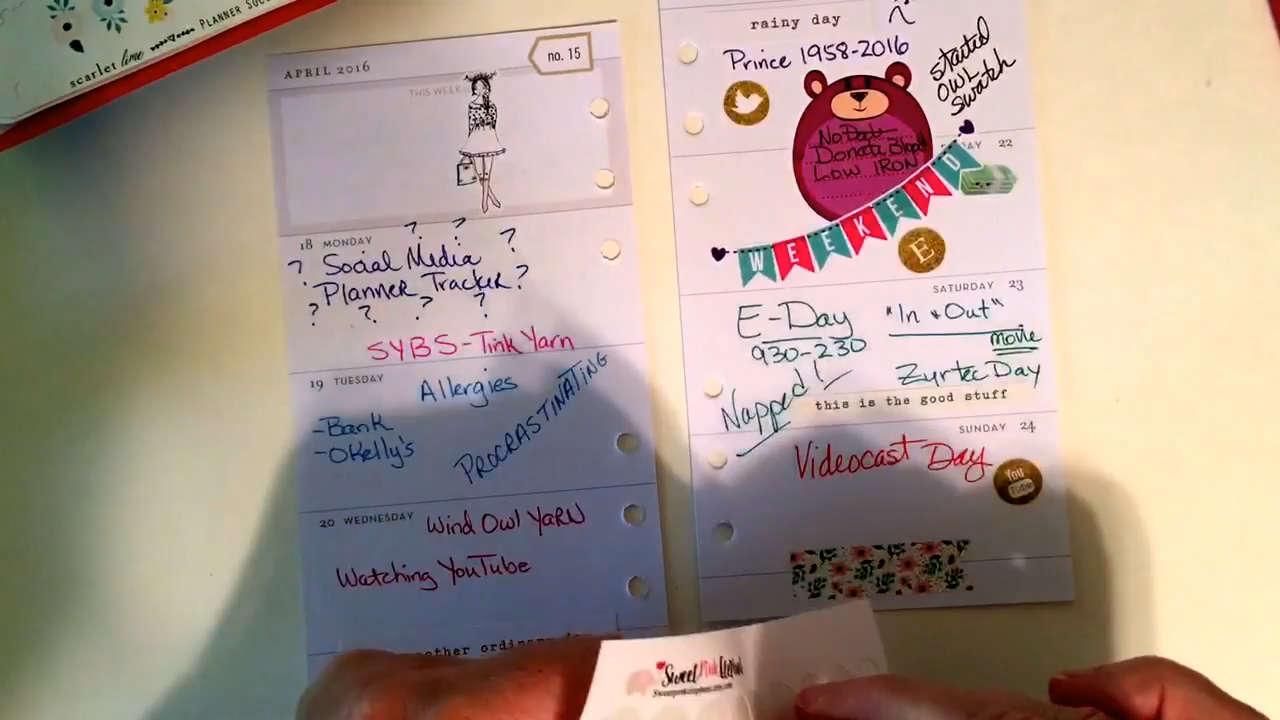 scarlet lime PLANNER
APRIL 2016
no. 15
THIS WEEK
18 MONDAY
? ? ?
? Social Media
Planner Tracker?
? ? ? ?
SYBS-Tink Yarn
19 TUESDAY
Allergies
-Bank
-OKelly's
PROCRASTINATING
20 WEDNESDAY
Wind Owl YARN
Watching YouTube
rainy day
Prince 1958-2016
started
OWL
Swatch
22
No
Donate Blood
Low IRON
WEEKEND
E
SATURDAY 23
E-Day
930-230
"In & Out"
movie
Zyrtec Day
Napped!
this is the good stuff
SUNDAY 24
Videocast Day
You
Tube
Sweet Pink